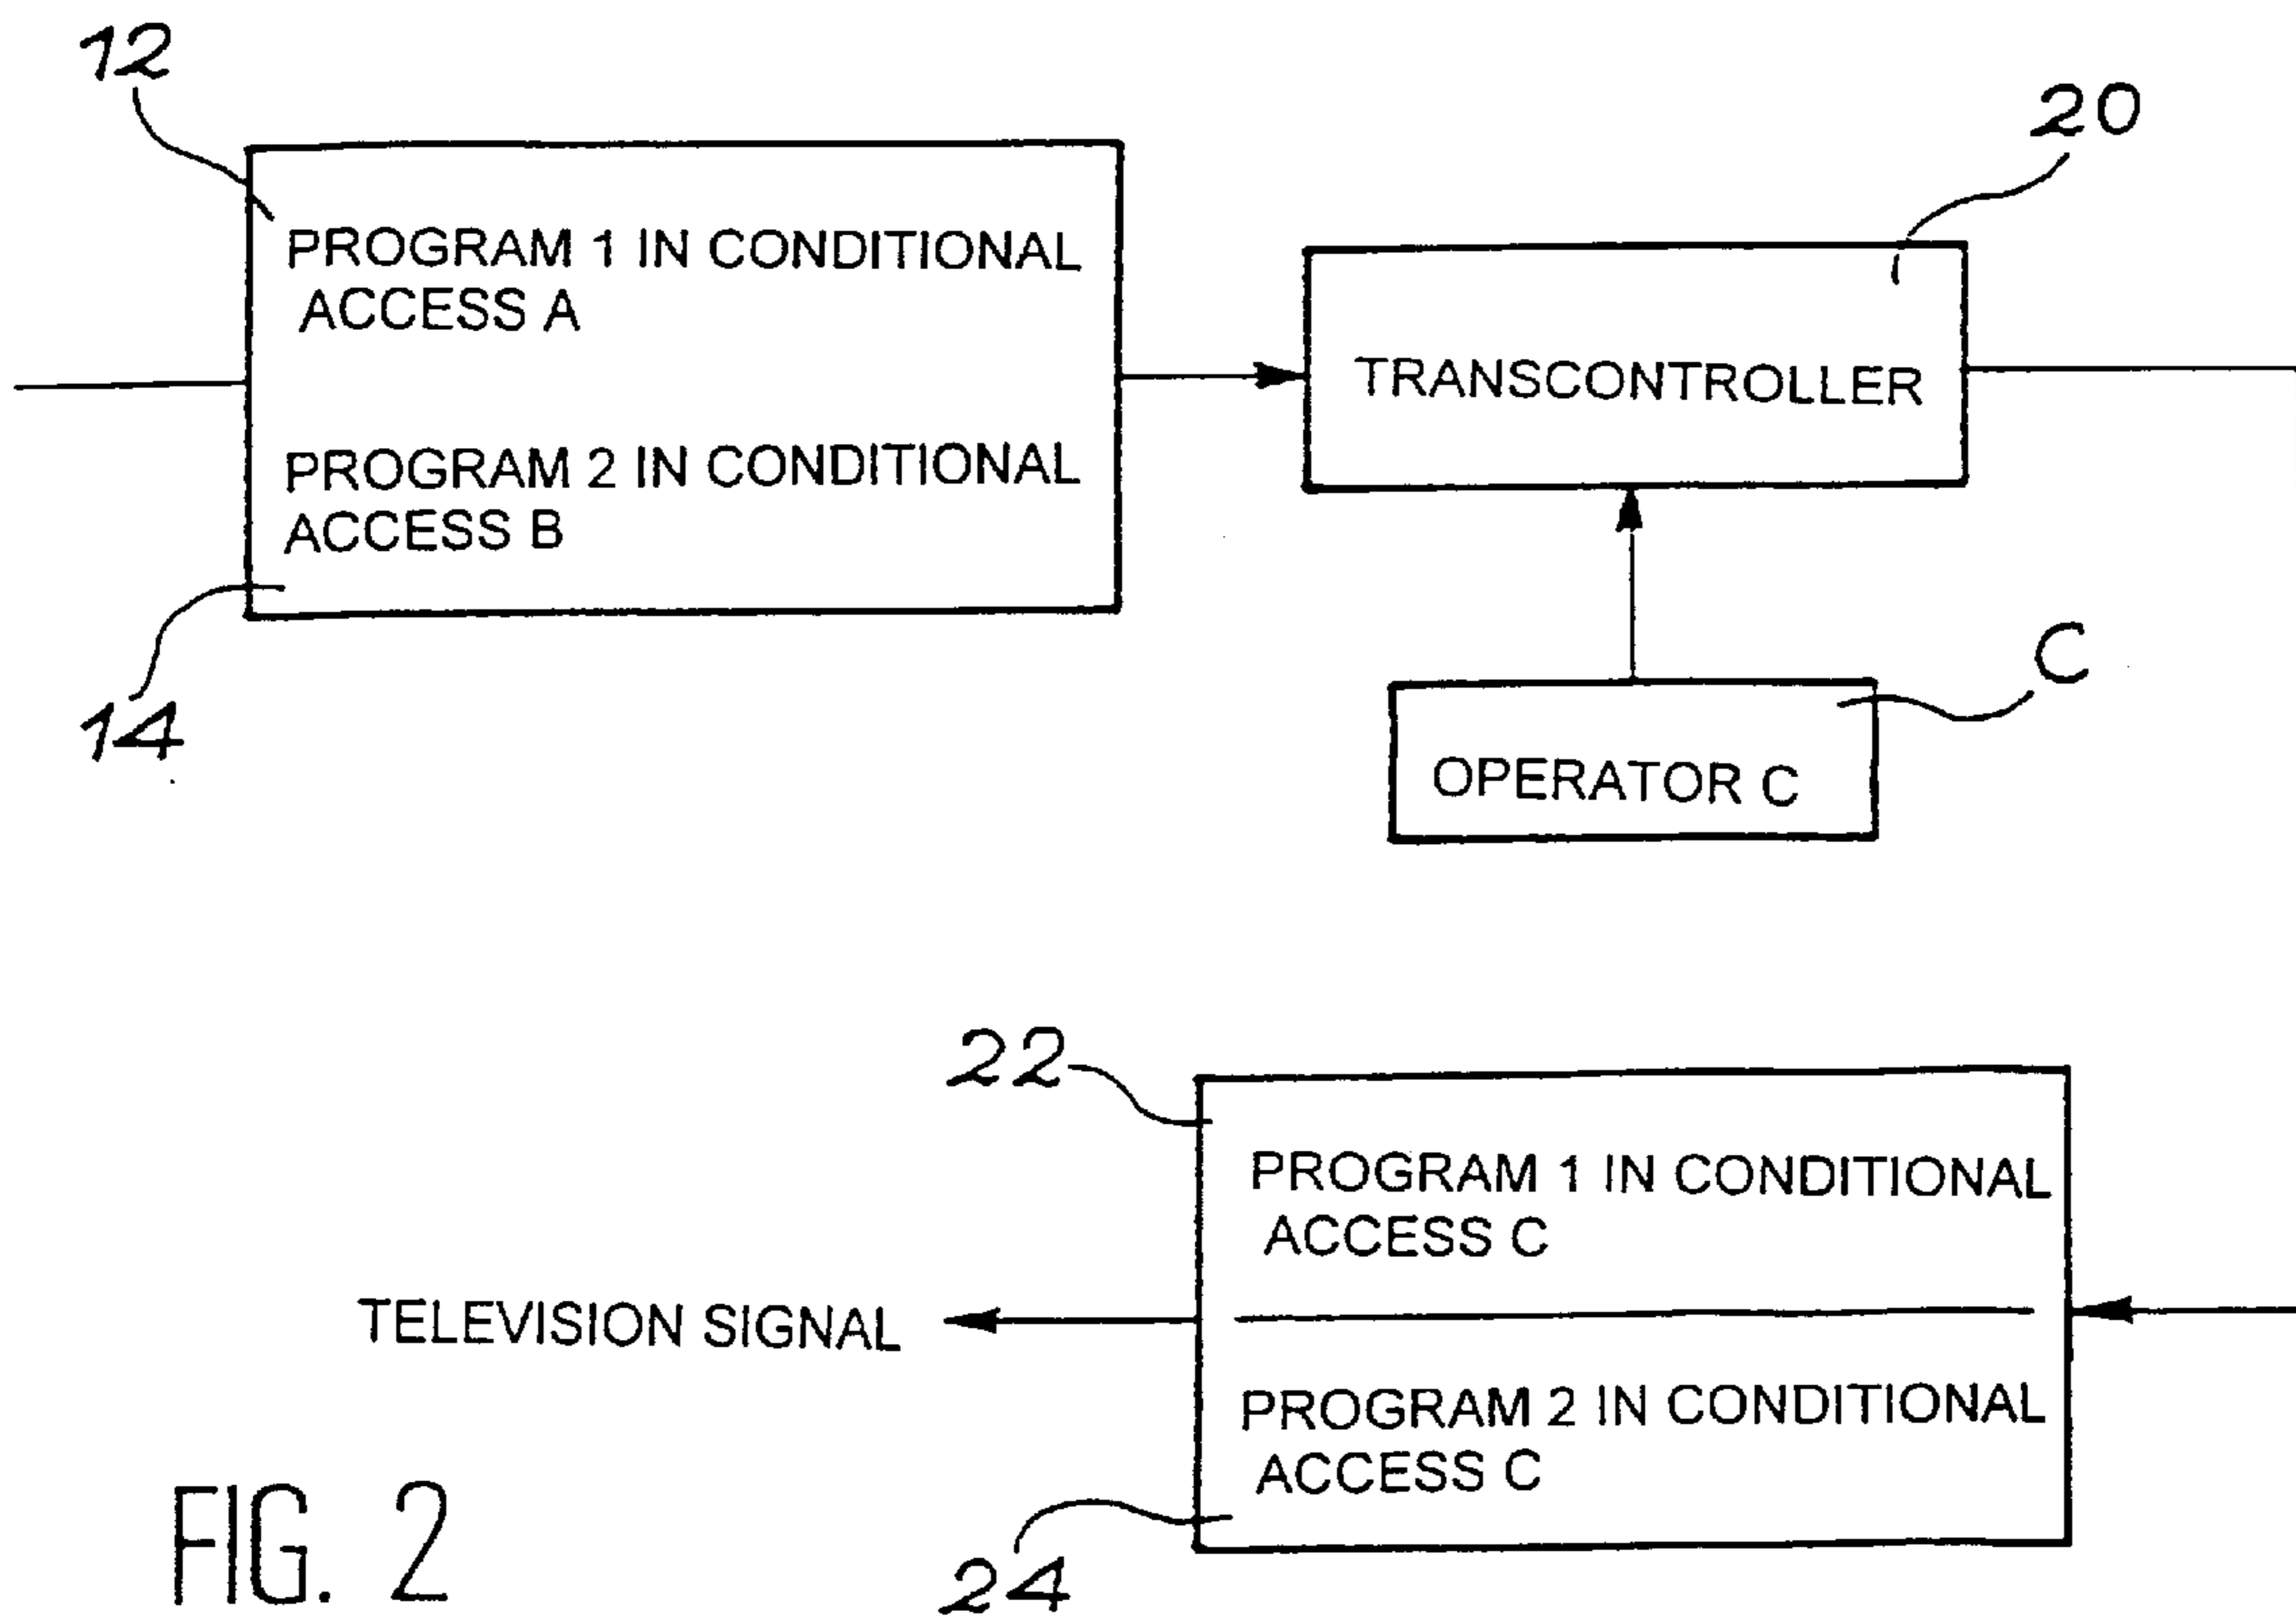 12
20
PROGRAM 1 IN CONDITIONAL
ACCESS A
TRANSCONTROLLER
PROGRAM 2 IN CONDITIONAL
ACCESS B
14
C
OPERATOR C
22
PROGRAM 1 IN CONDITIONAL
ACCESS C
TELEVISION SIGNAL
PROGRAM 2 IN CONDITIONAL
ACCESS C
24
FIG. 2